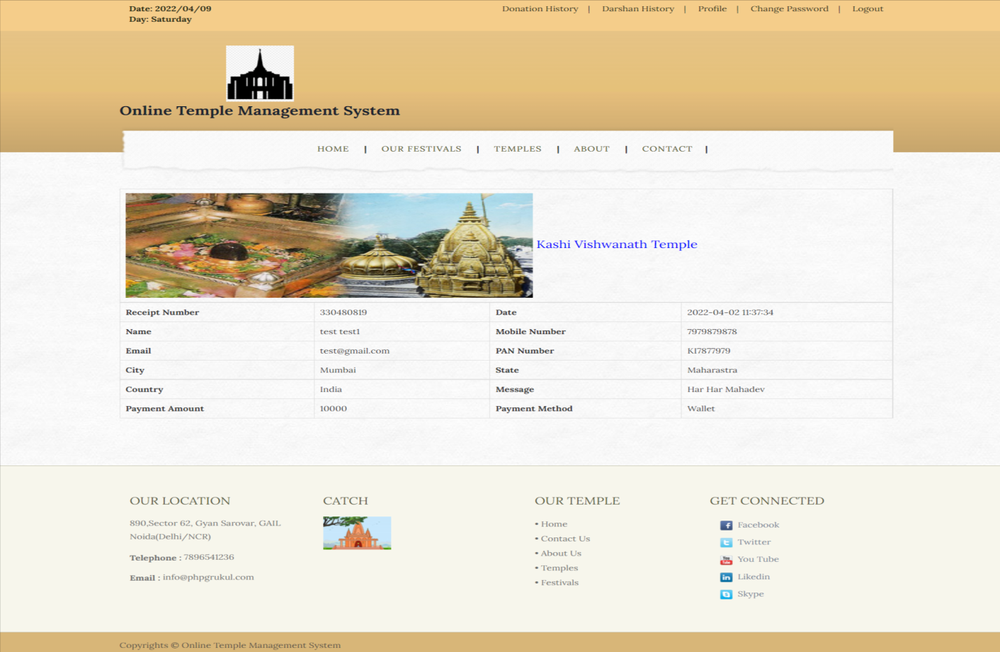 Date: 2022/04/09
Day: Saturday
Donation History | Darshan History | Profile | Change Password | Logout
Online Temple Management System
HOME | OUR FESTIVALS | TEMPLES | ABOUT | CONTACT |
Kashi Vishwanath Temple
Receipt Number 330480819 Date 2022-04-02 11:37:34
Name test test1 Mobile Number 7979879878
Email test@gmail.com PAN Number KI7877979
City Mumbai State Maharastra
Country India Message Har Har Mahadev
Payment Amount 10000 Payment Method Wallet
OUR LOCATION
890,Sector 62, Gyan Sarovar, GAIL
Noida(Delhi/NCR)
Telephone : 7896541236
Email : info@phpgrukul.com
CATCH
OUR TEMPLE
• Home
• Contact Us
• About Us
• Temples
• Festivals
GET CONNECTED
Facebook
Twitter
You Tube
Likedin
Skype
Copyrights © Online Temple Management System